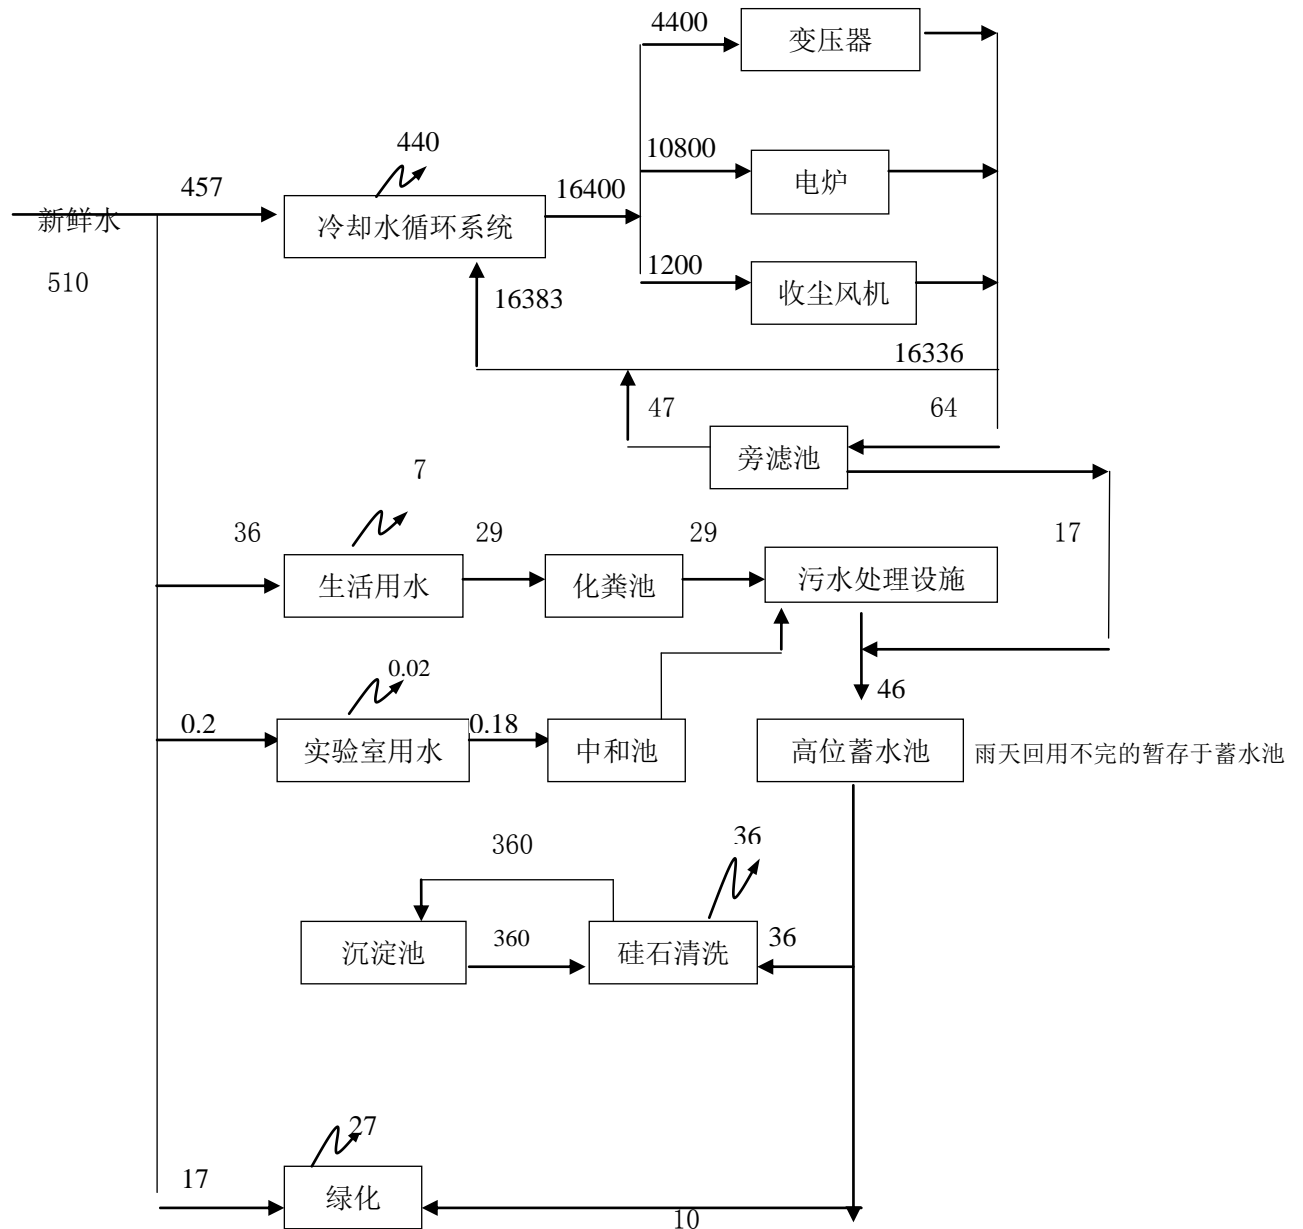 4400
变压器
440
10800
电炉
457
16400
新鲜水
冷却水循环系统
510
1200
收尘风机
16383
16336
47
64
旁滤池
7
36
29
29
17
生活用水
化粪池
污水处理设施
0.02
46
0.2
0.18
实验室用水
中和池
高位蓄水池
雨天回用不完的暂存于蓄水池
360
36
沉淀池
360
硅石清洗
36
27
17
绿化
10